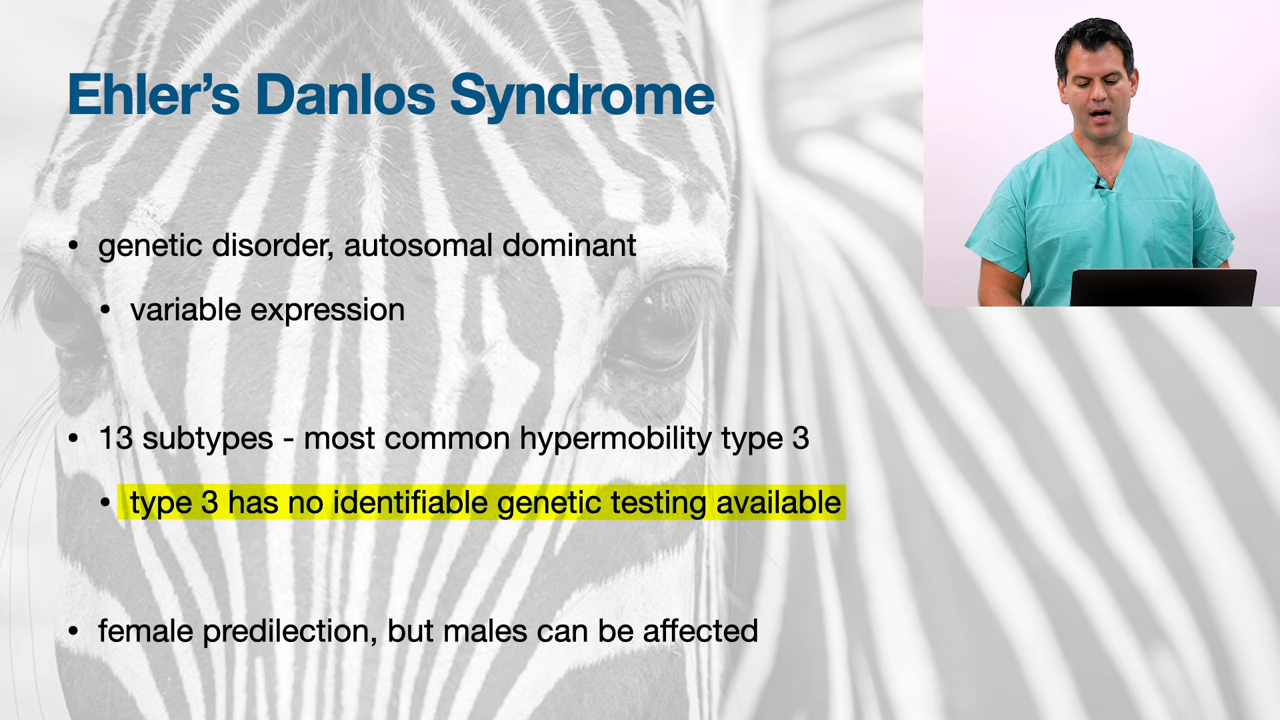 Ehler’s Danlos Syndrome
• genetic disorder, autosomal dominant
• variable expression
• 13 subtypes - most common hypermobility type 3
• type 3 has no identifiable genetic testing available
• female predilection, but males can be affected